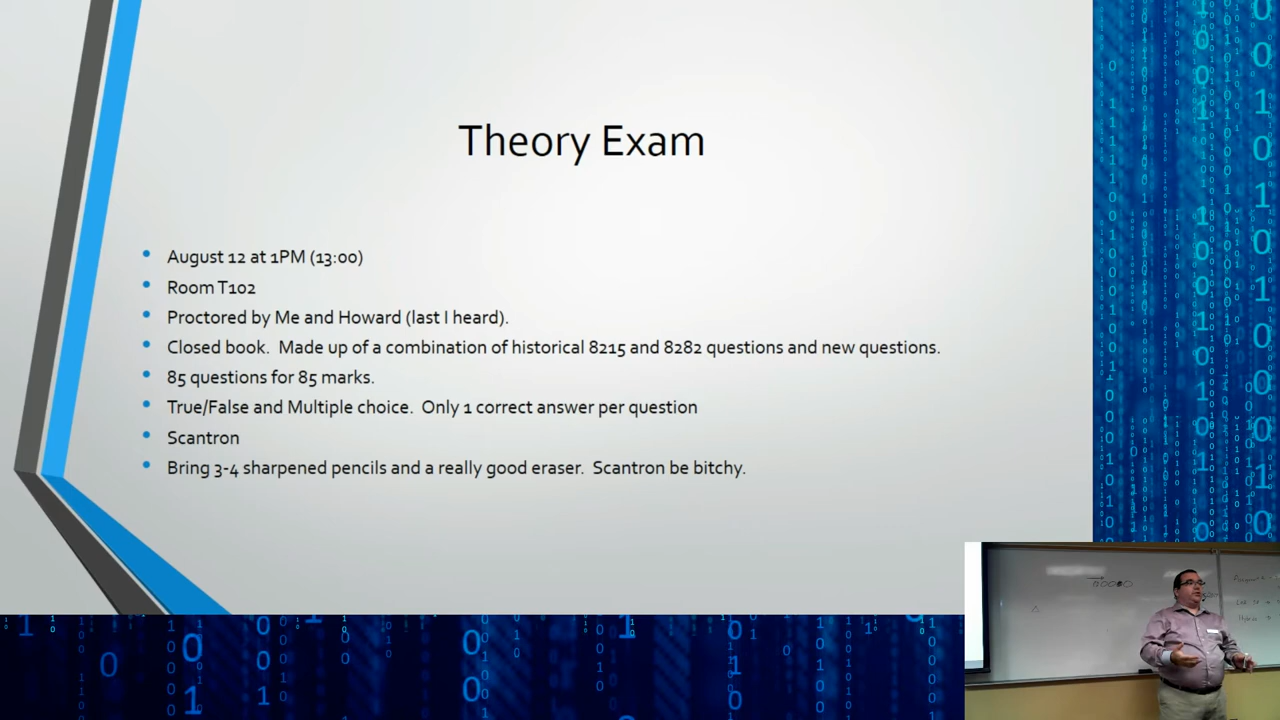 Theory Exam
August 12 at 1PM (13:00)
Room T102
Proctored by Me and Howard (last I heard).
Closed book. Made up of a combination of historical 8215 and 8282 questions and new questions.
85 questions for 85 marks.
True/False and Multiple choice. Only 1 correct answer per question
Scantron
Bring 3-4 sharpened pencils and a really good eraser. Scantron be bitchy.